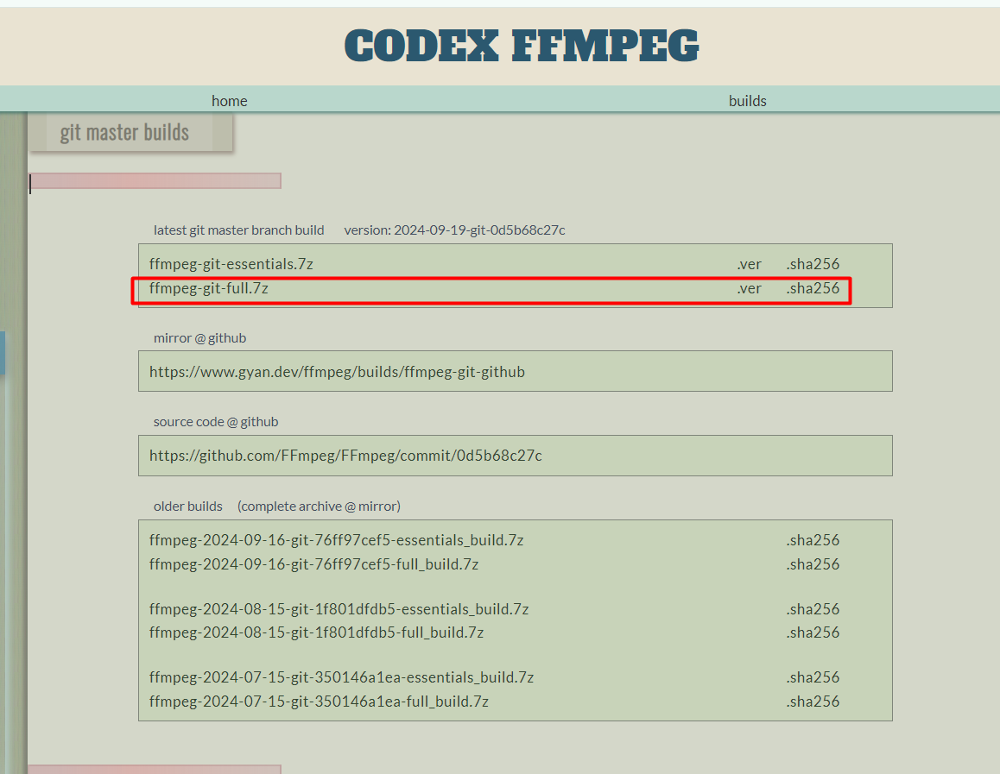 CODEX FFMPEG
home builds
git master builds
latest git master branch build version: 2024-09-19-git-0d5b68c27c
ffmpeg-git-essentials.7z .ver .sha256
ffmpeg-git-full.7z .ver .sha256
mirror @ github
https://www.gyan.dev/ffmpeg/builds/ffmpeg-git-github
source code @ github
https://github.com/FFmpeg/FFmpeg/commit/0d5b68c27c
older builds (complete archive @ mirror)
ffmpeg-2024-09-16-git-76ff97cef5-essentials_build.7z .sha256
ffmpeg-2024-09-16-git-76ff97cef5-full_build.7z .sha256
ffmpeg-2024-08-15-git-1f801dfdb5-essentials_build.7z .sha256
ffmpeg-2024-08-15-git-1f801dfdb5-full_build.7z .sha256
ffmpeg-2024-07-15-git-350146a1ea-essentials_build.7z .sha256
ffmpeg-2024-07-15-git-350146a1ea-full_build.7z .sha256